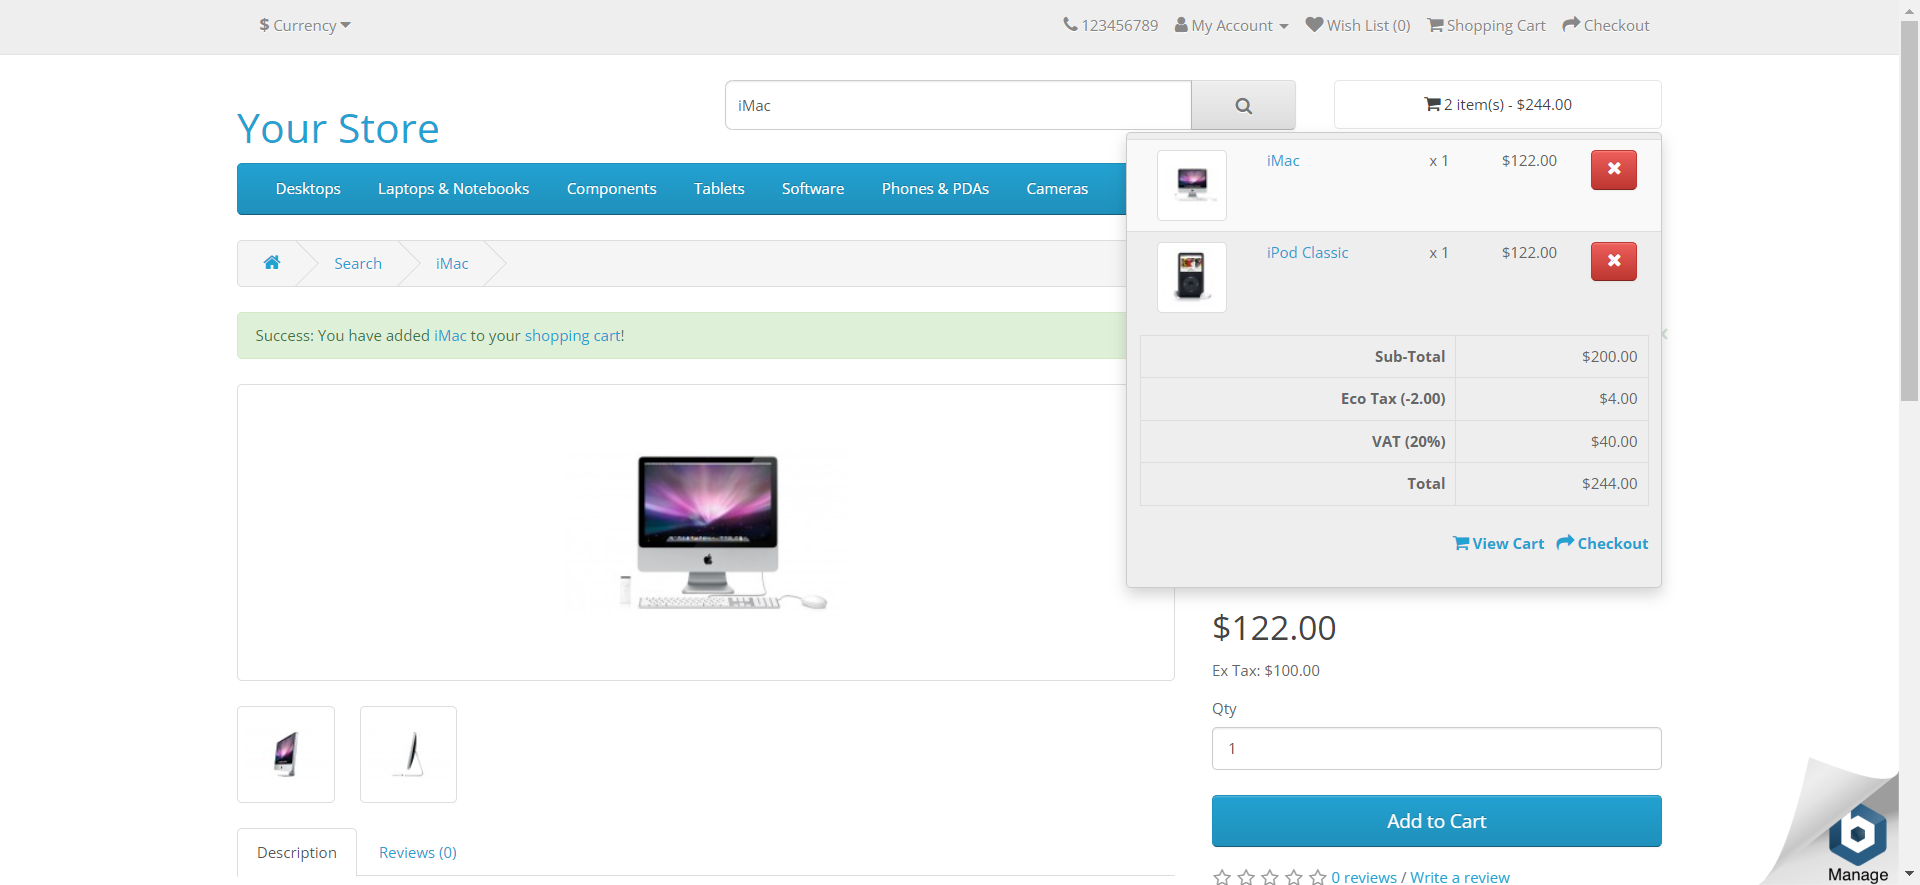 $ Currency
123456789 My Account Wish List (0) Shopping Cart Checkout
iMac
2 item(s) - $244.00
Your Store
Desktops Laptops & Notebooks Components Tablets Software Phones & PDAs Cameras
iMac x 1 $122.00
iPod Classic x 1 $122.00
Sub-Total $200.00
Eco Tax (-2.00) $4.00
VAT (20%) $40.00
Total $244.00
View Cart Checkout
Search iMac
Success: You have added iMac to your shopping cart!
$122.00
Ex Tax: $100.00
Qty
1
Add to Cart
0 reviews / Write a review
Description Reviews (0)
b
Manage